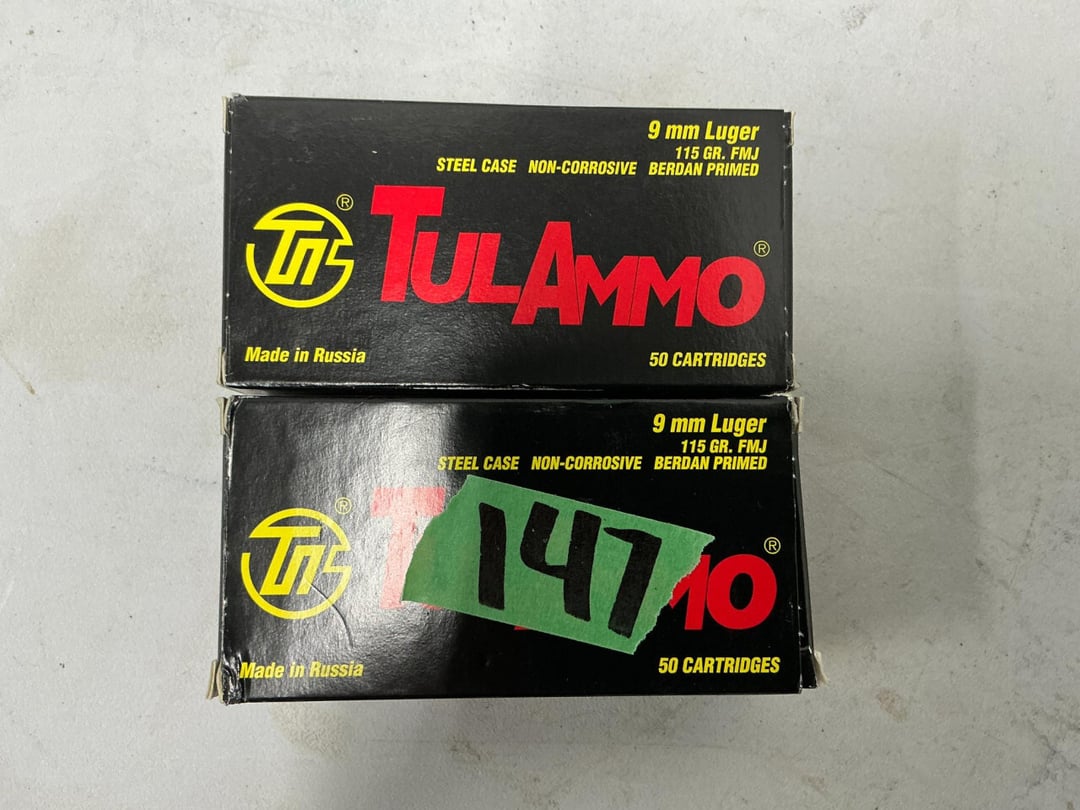 9 mm Luger
115 GR. FMJ
STEEL CASE NON-CORROSIVE BERDAN PRIMED
®
TULAMMO®
Made in Russia
50 CARTRIDGES
9 mm Luger
115 GR. FMJ
STEEL CASE NON-CORROSIVE BERDAN PRIMED
®
147
MO®
Made in Russia
50 CARTRIDGES